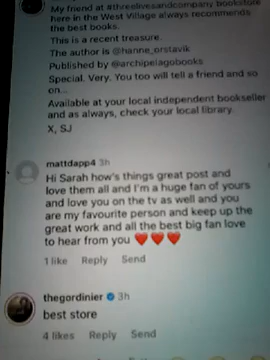 My friend at #threelivesandcompany bookstore
here in the West Village always recommends
the best books.
This is a recent treasure.
The author is @hanne_orstavik
Published by @archipelagobooks
Special. Very. You too will tell a friend and so
on...
Available at your local independent bookseller
and as always, check your local library.
X, SJ
mattdapp4 3h
Hi Sarah how's things great post and
love them all and I'm a huge fan of yours
and love you on the tv as well and you
are my favourite person and keep up the
great work and all the best big fan love
to hear from you ❤️❤️❤️
1 like Reply Send
thegordinier 3h
best store
4 likes Reply Send